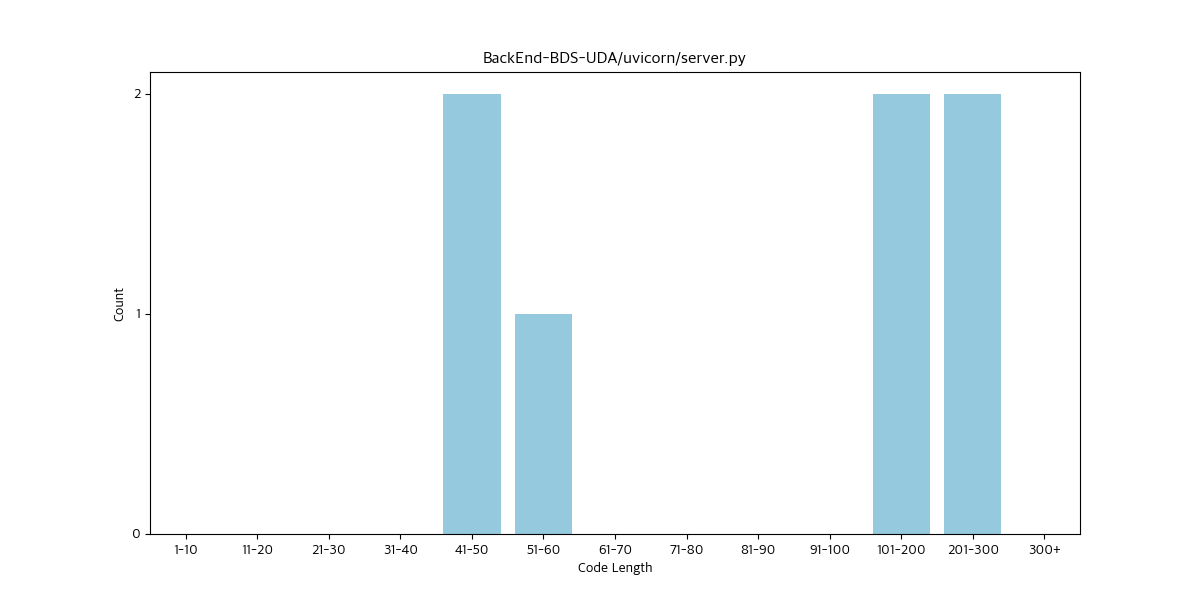 BackEnd-BDS-UDA/uvicorn/server.py
2
1
0
Count
1-10 11-20 21-30 31-40 41-50 51-60 61-70 71-80 81-90 91-100 101-200 201-300 300+
Code Length